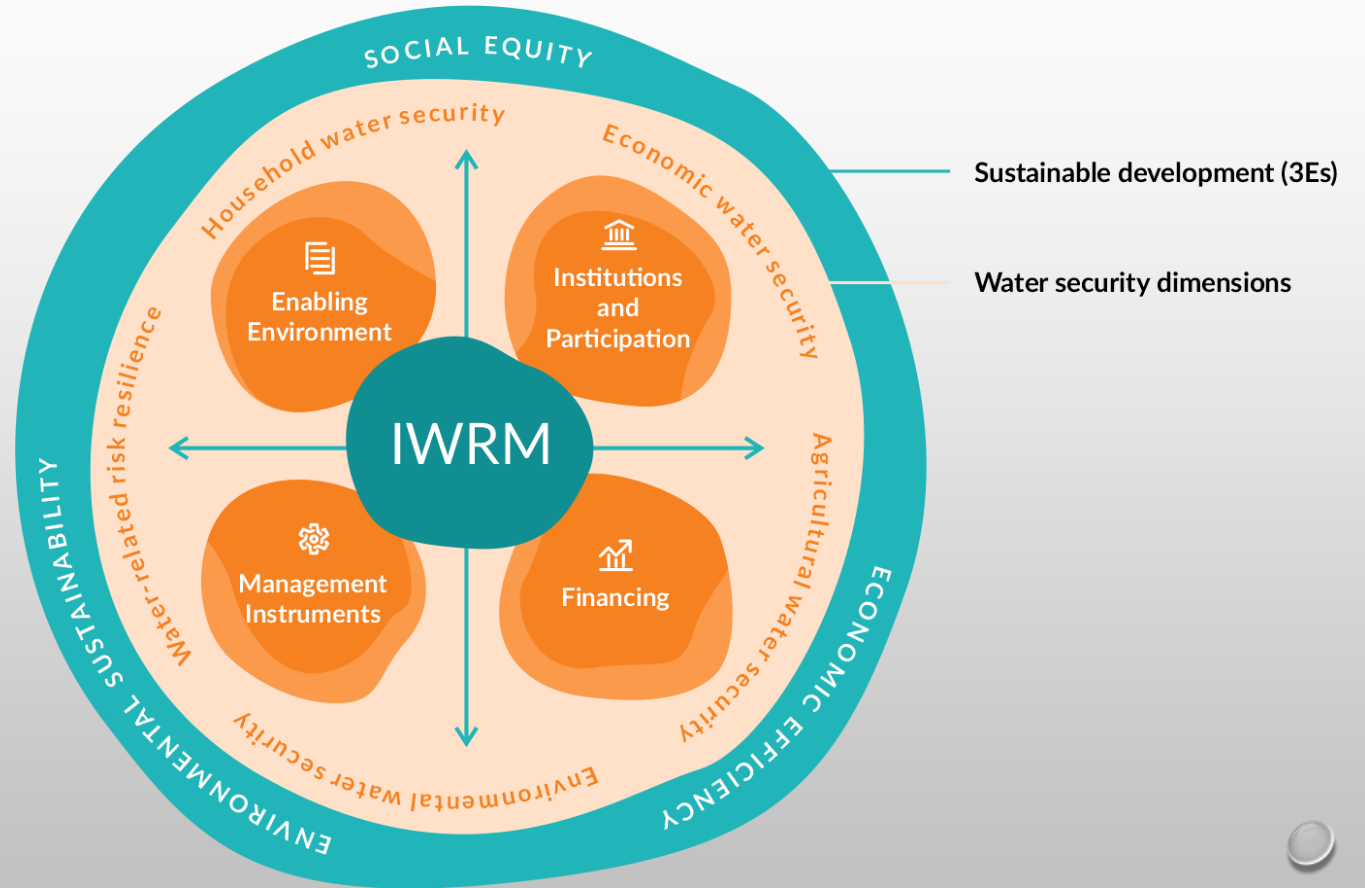 SOCIAL EQUITY
Household water security
Economic water security
Sustainable development (3Es)
Water security dimensions
Enabling
Environment
Institutions
and
Participation
Water-related risk resilience
IWRM
Agricultural water security
Management
Instruments
Financing
Environmental water security
ENVIRONMENTAL SUSTAINABILITY
ECONOMIC EFFICIENCY